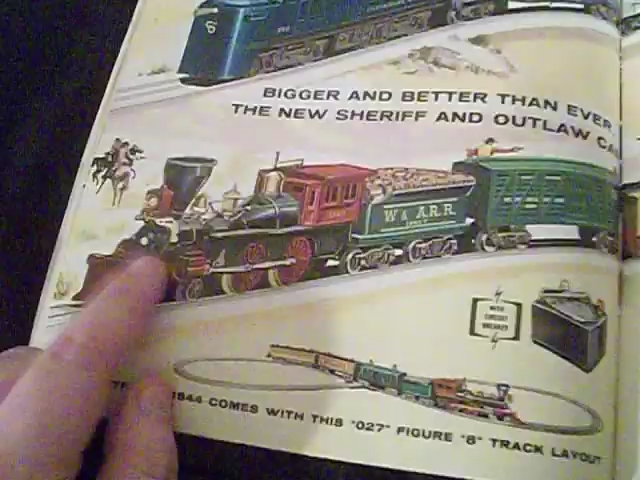 BIGGER AND BETTER THAN EVER
THE NEW SHERIFF AND OUTLAW
W & A.R.R.
WITH
CIRCUIT
BREAKER
1844 COMES WITH THIS "027" FIGURE "8" TRACK LAYOUT